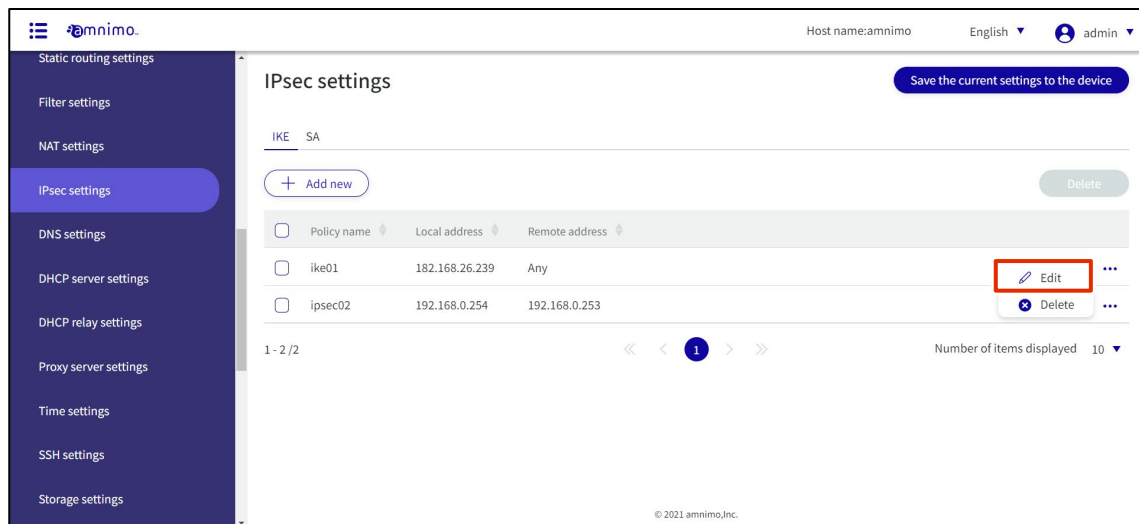 amnimo
Host name:amnimo
English
admin
Static routing settings
Filter settings
NAT settings
IPsec settings
DNS settings
DHCP server settings
DHCP relay settings
Proxy server settings
Time settings
SSH settings
Storage settings
IPsec settings
Save the current settings to the device
IKE SA
+ Add new
Delete
Policy name Local address Remote address
ike01 182.168.26.239 Any
Edit
ipsec02 192.168.0.254 192.168.0.253
Delete
1 - 2 /2
1
Number of items displayed 10
© 2021 amnimo,Inc.